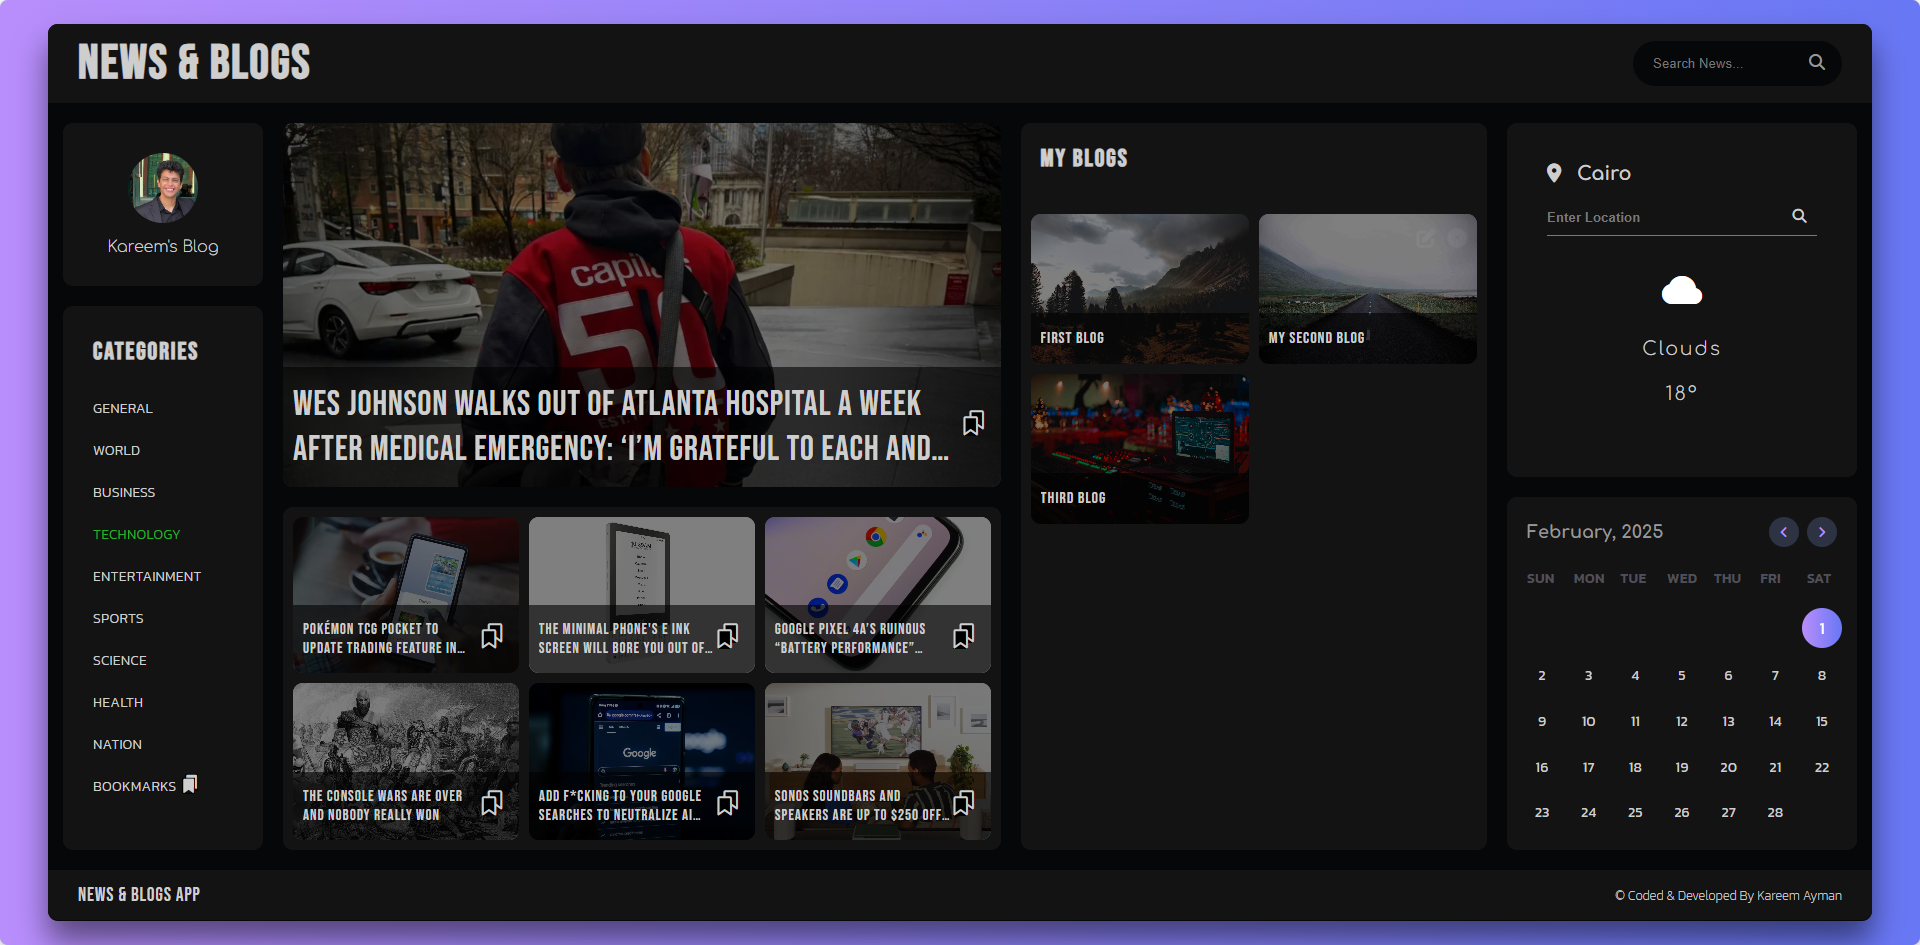 NEWS & BLOGS
Search News...
Kareem's Blog
CATEGORIES
GENERAL
WORLD
BUSINESS
TECHNOLOGY
ENTERTAINMENT
SPORTS
SCIENCE
HEALTH
NATION
BOOKMARKS
capital
50
EST.
WES JOHNSON WALKS OUT OF ATLANTA HOSPITAL A WEEK
AFTER MEDICAL EMERGENCY: ‘I’M GRATEFUL TO EACH AND…
POKÉMON TCG POCKET TO
UPDATE TRADING FEATURE IN…
THE MINIMAL PHONE'S E INK
SCREEN WILL BORE YOU OUT OF…
GOOGLE PIXEL 4A’S RUINOUS
“BATTERY PERFORMANCE”…
THE CONSOLE WARS ARE OVER
AND NOBODY REALLY WON
Google
ADD F*CKING TO YOUR GOOGLE
SEARCHES TO NEUTRALIZE AI…
SONOS SOUNDBARS AND
SPEAKERS ARE UP TO $250 OFF…
MY BLOGS
FIRST BLOG
MY SECOND BLOG
THIRD BLOG
Cairo
Enter Location
Clouds
18°
February, 2025
SUN MON TUE WED THU FRI SAT
1
2 3 4 5 6 7 8
9 10 11 12 13 14 15
16 17 18 19 20 21 22
23 24 25 26 27 28
NEWS & BLOGS APP
© Coded & Developed By Kareem Ayman